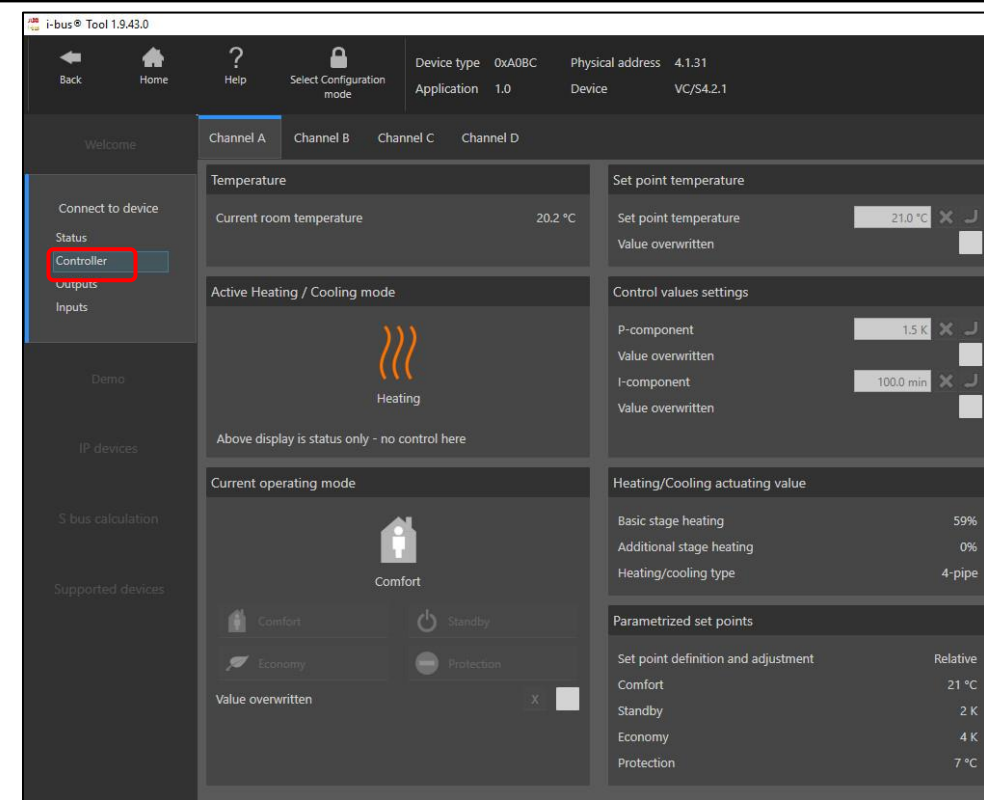 i-bus® Tool 1.9.43.0
Back
Home
Help
Select Configuration
mode
Device type 0xA0BC Physical address 4.1.31
Application 1.0 Device VC/S4.2.1
Welcome
Connect to device
Status
Controller
Outputs
Inputs
Demo
IP devices
S bus calculation
Supported devices
Channel A Channel B Channel C Channel D
Temperature
Current room temperature 20.2 °C
Active Heating / Cooling mode
Heating
Above display is status only - no control here
Current operating mode
Comfort
Comfort Standby
Economy Protection
Value overwritten X
Set point temperature
Set point temperature 21.0 °C
Value overwritten
Control values settings
P-component 1.5 K
Value overwritten
I-component 100.0 min
Value overwritten
Heating/Cooling actuating value
Basic stage heating 59%
Additional stage heating 0%
Heating/cooling type 4-pipe
Parametrized set points
Set point definition and adjustment Relative
Comfort 21 °C
Standby 2 K
Economy 4 K
Protection 7 °C